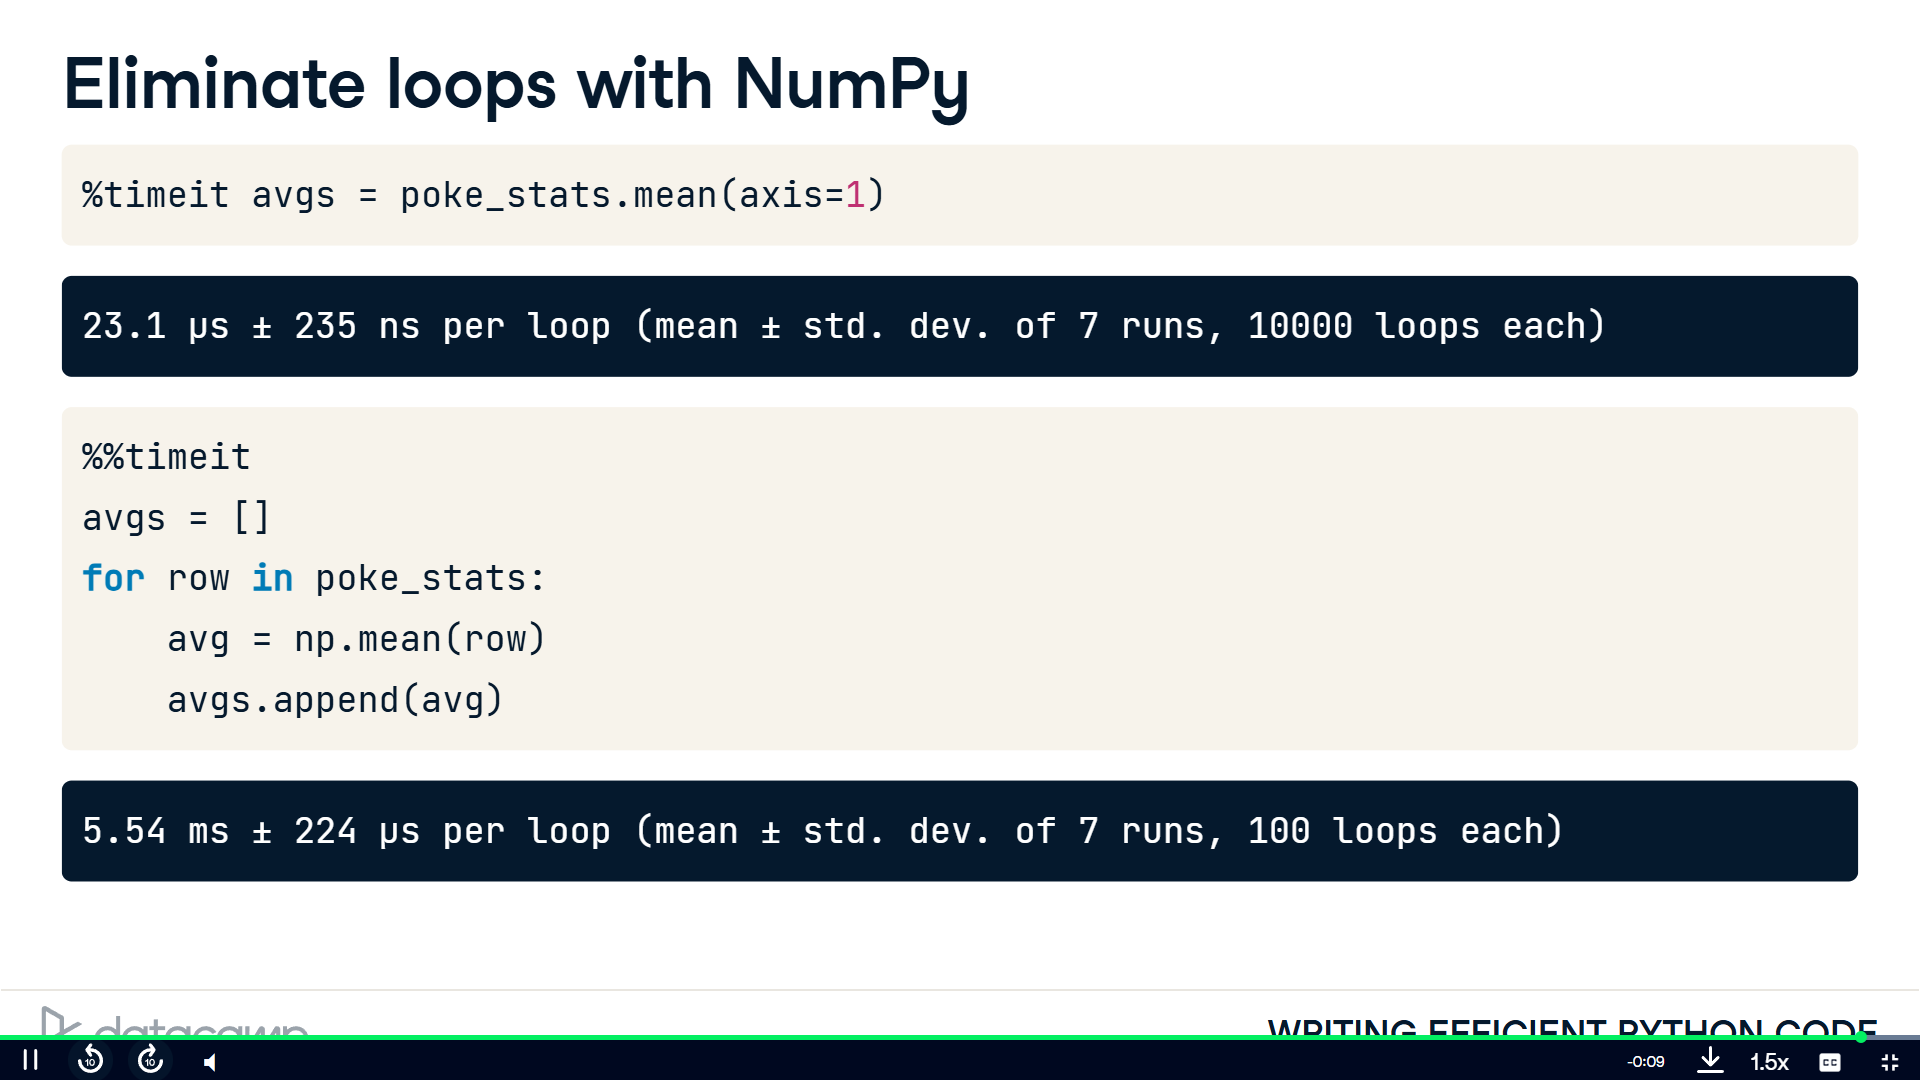 Eliminate loops with NumPy
%timeit avgs = poke_stats.mean(axis=1)
23.1 µs ± 235 ns per loop (mean ± std. dev. of 7 runs, 10000 loops each)
%%timeit
avgs = []
for row in poke_stats:
    avg = np.mean(row)
    avgs.append(avg)
5.54 ms ± 224 µs per loop (mean ± std. dev. of 7 runs, 100 loops each)
datacamp
WRITING EFFICIENT PYTHON CODE
10
10
-0:09
1.5x
CC